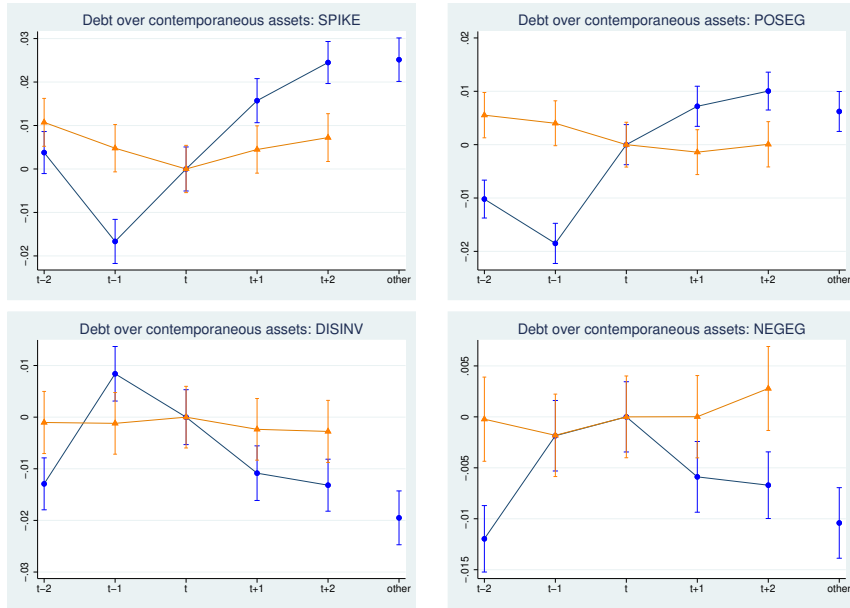 Debt over contemporaneous assets: SPIKE
.03
.02
.01
0
-.01
-.02
t-2 t-1 t t+1 t+2 other
Debt over contemporaneous assets: POSEG
.02
.01
0
-.01
-.02
t-2 t-1 t t+1 t+2 other
Debt over contemporaneous assets: DISINV
.01
0
-.01
-.02
-.03
t-2 t-1 t t+1 t+2 other
Debt over contemporaneous assets: NEGEG
.005
0
-.005
-.01
-.015
t-2 t-1 t t+1 t+2 other